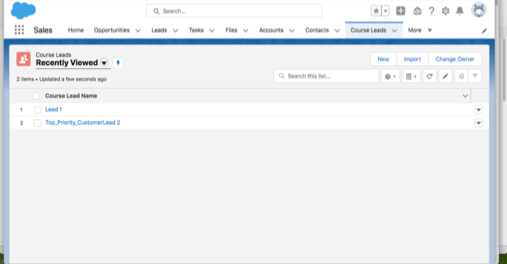 Search...
Sales Home Opportunities Leads Tasks Files Accounts Contacts Course Leads More
Course Leads
Recently Viewed
New Import Change Owner
2 items • Updated a few seconds ago
Search this list...
Course Lead Name
1 Lead 1
2 Top_Priority_CustomerLead 2